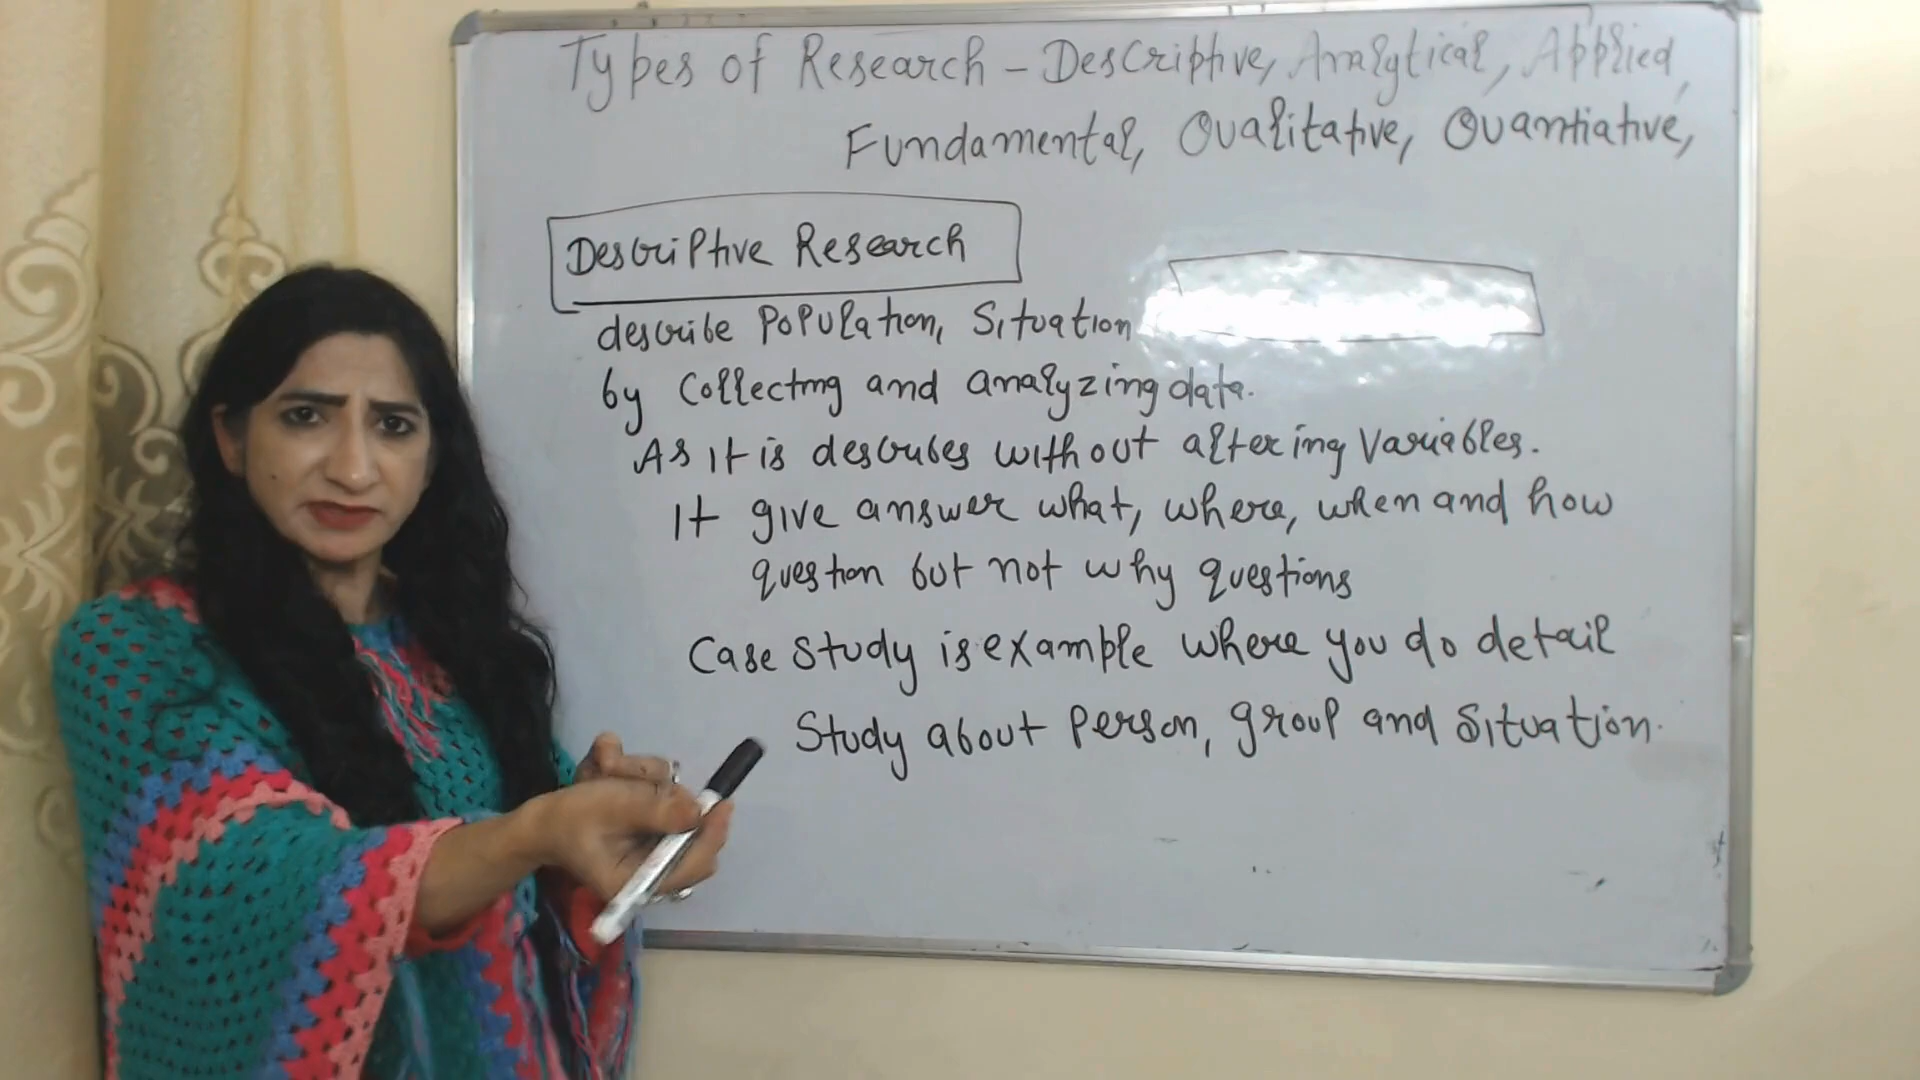 Types of Research - Descriptive, Analytical, Applied,
Fundamental, Qualitative, Quantiative,
Descriptive Research
describe Population, Situation
by Collecting and analyzing data.
As it is describes without altering Variables.
It give answer what, where, when and how
question but not why questions
Case Study is example where you do detail
Study about Person, group and Situation.